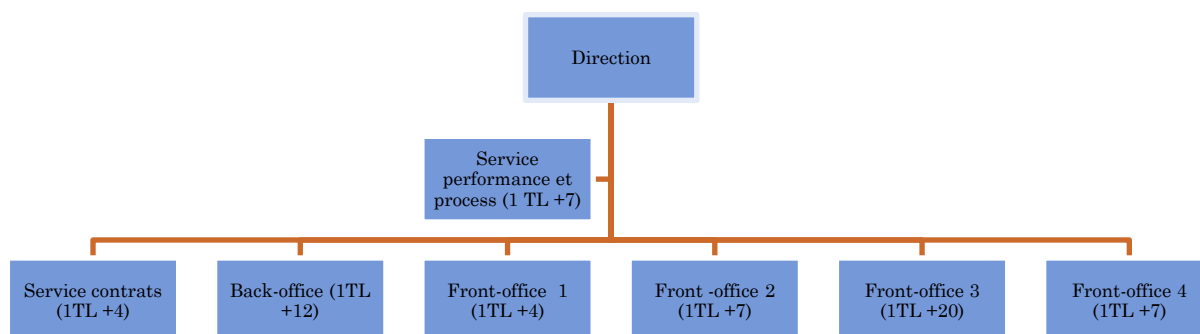 Direction
Service
performance et
process (1 TL +7)
Service contrats
(1TL +4)
Back-office (1TL
+12)
Front-office 1
(1TL +4)
Front -office 2
(1TL +7)
Front-office 3
(1TL +20)
Front-office 4
(1TL +7)